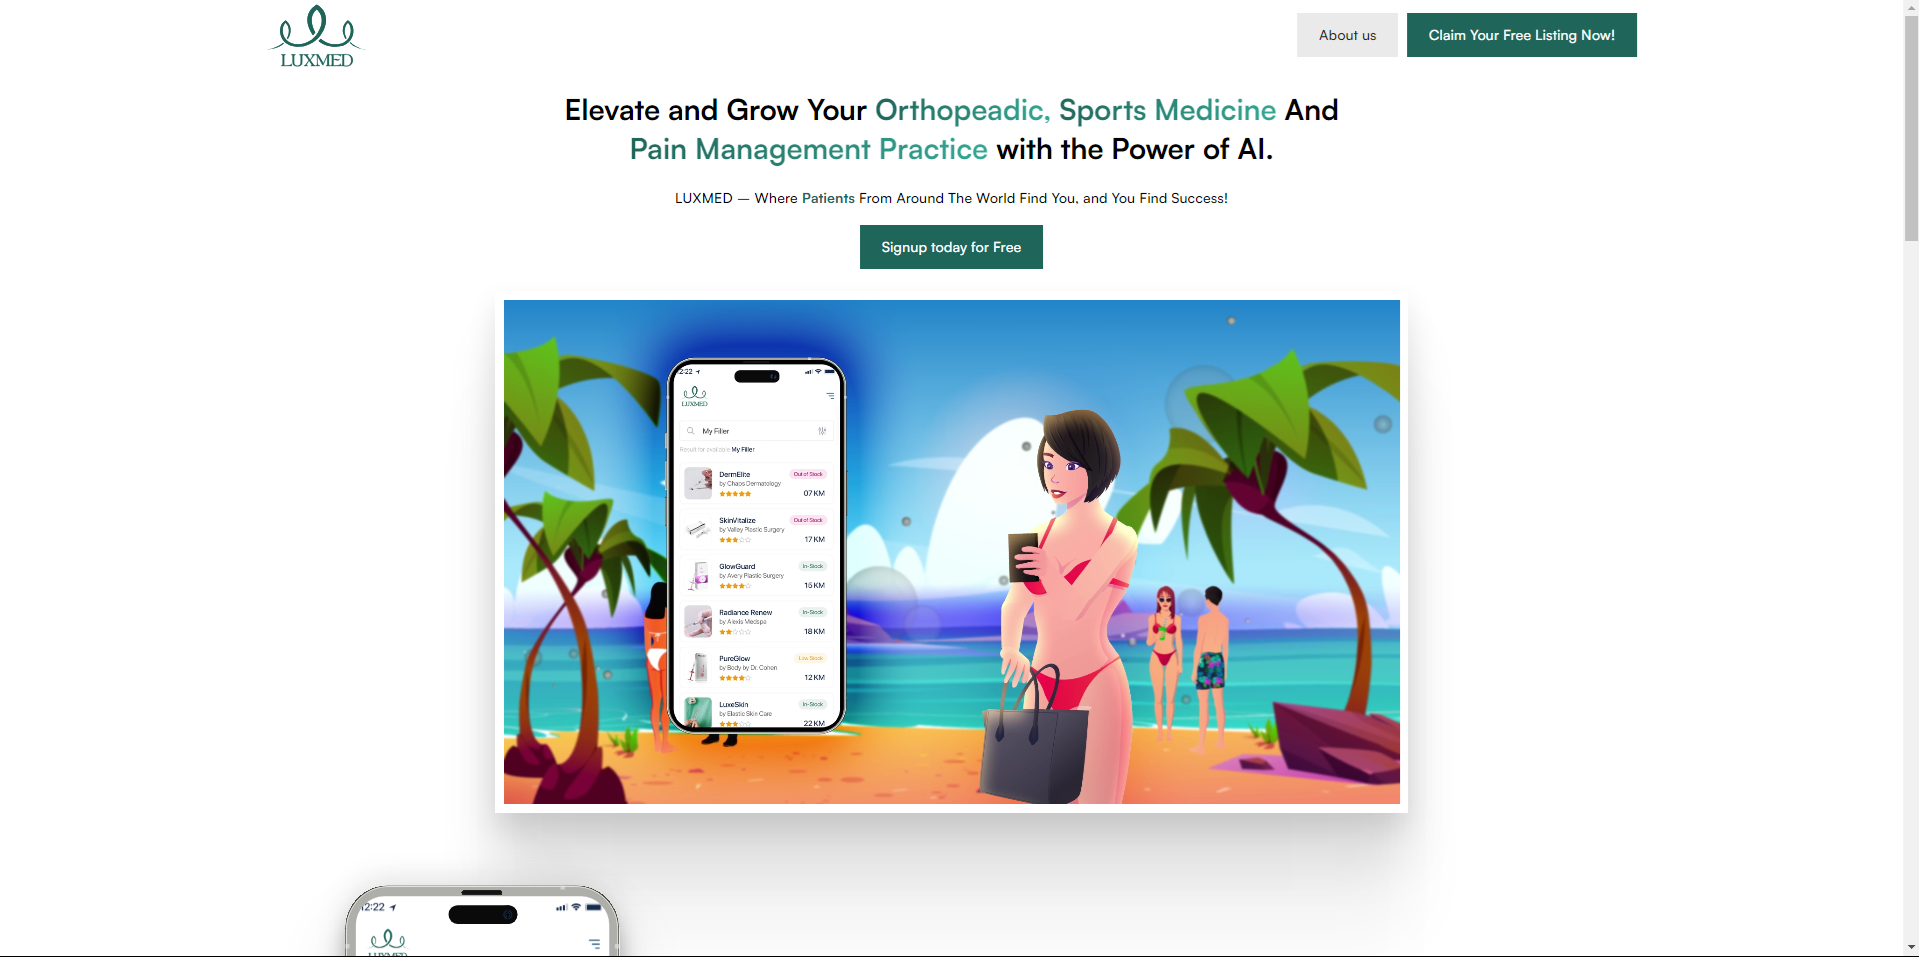 LUXMED
About us
Claim Your Free Listing Now!
Elevate and Grow Your Orthopeadic, Sports Medicine And
Pain Management Practice with the Power of AI.
LUXMED — Where Patients From Around The World Find You, and You Find Success!
Signup today for Free
2:22
LUXMED
My Filler
Result for available My Filler
DermElite
Out of Stock
by Chaps Dermatology
07 KM
SkinVitalize
Out of Stock
by Valley Plastic Surgery
17 KM
GlowGuard
In-Stock
by Avery Plastic Surgery
15 KM
Radiance Renew
In-Stock
by Alexis Medspa
18 KM
PureGlow
Low Stock
by Body by Dr. Cohen
12 KM
LuxeSkin
In-Stock
by Elastic Skin Care
22 KM
12:22
LUXMED